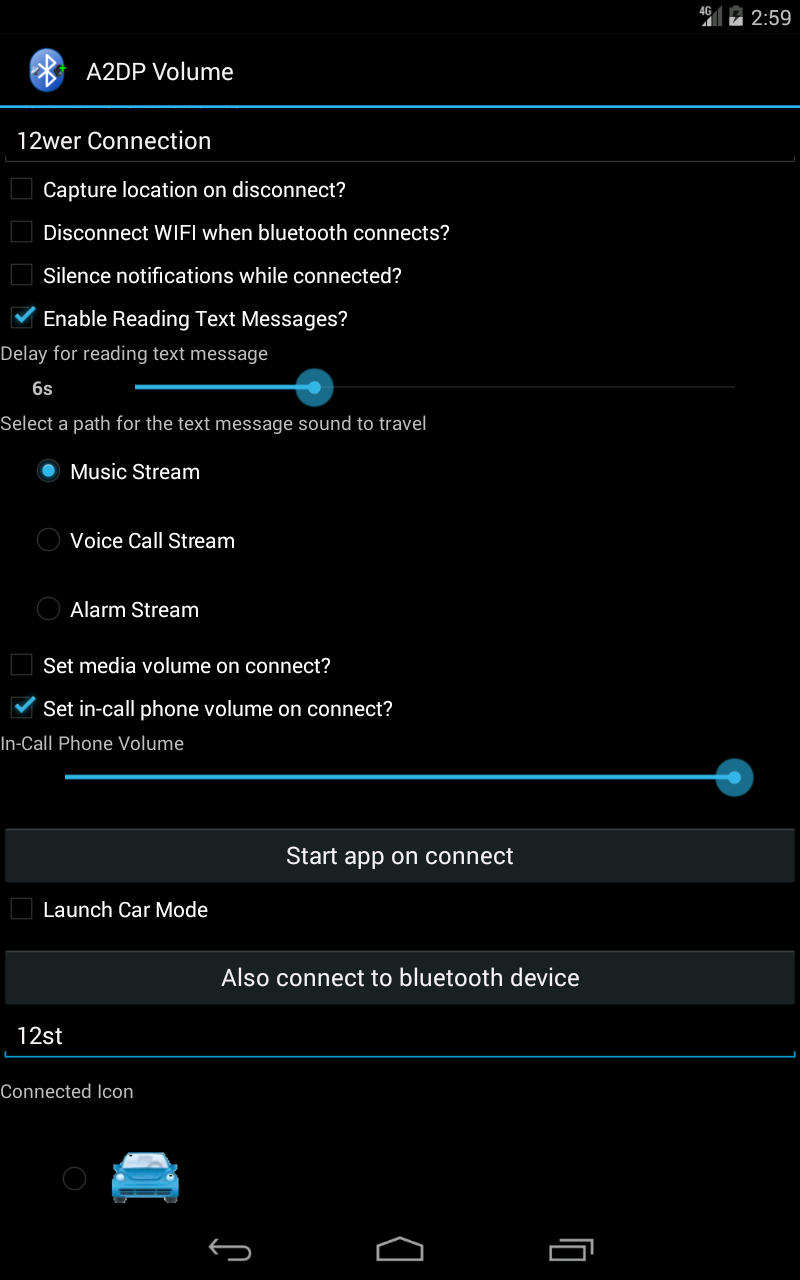 4G 2:59
A2DP Volume
12wer Connection
Capture location on disconnect?
Disconnect WIFI when bluetooth connects?
Silence notifications while connected?
Enable Reading Text Messages?
Delay for reading text message
6s
Select a path for the text message sound to travel
Music Stream
Voice Call Stream
Alarm Stream
Set media volume on connect?
Set in-call phone volume on connect?
In-Call Phone Volume
Start app on connect
Launch Car Mode
Also connect to bluetooth device
12st
Connected Icon